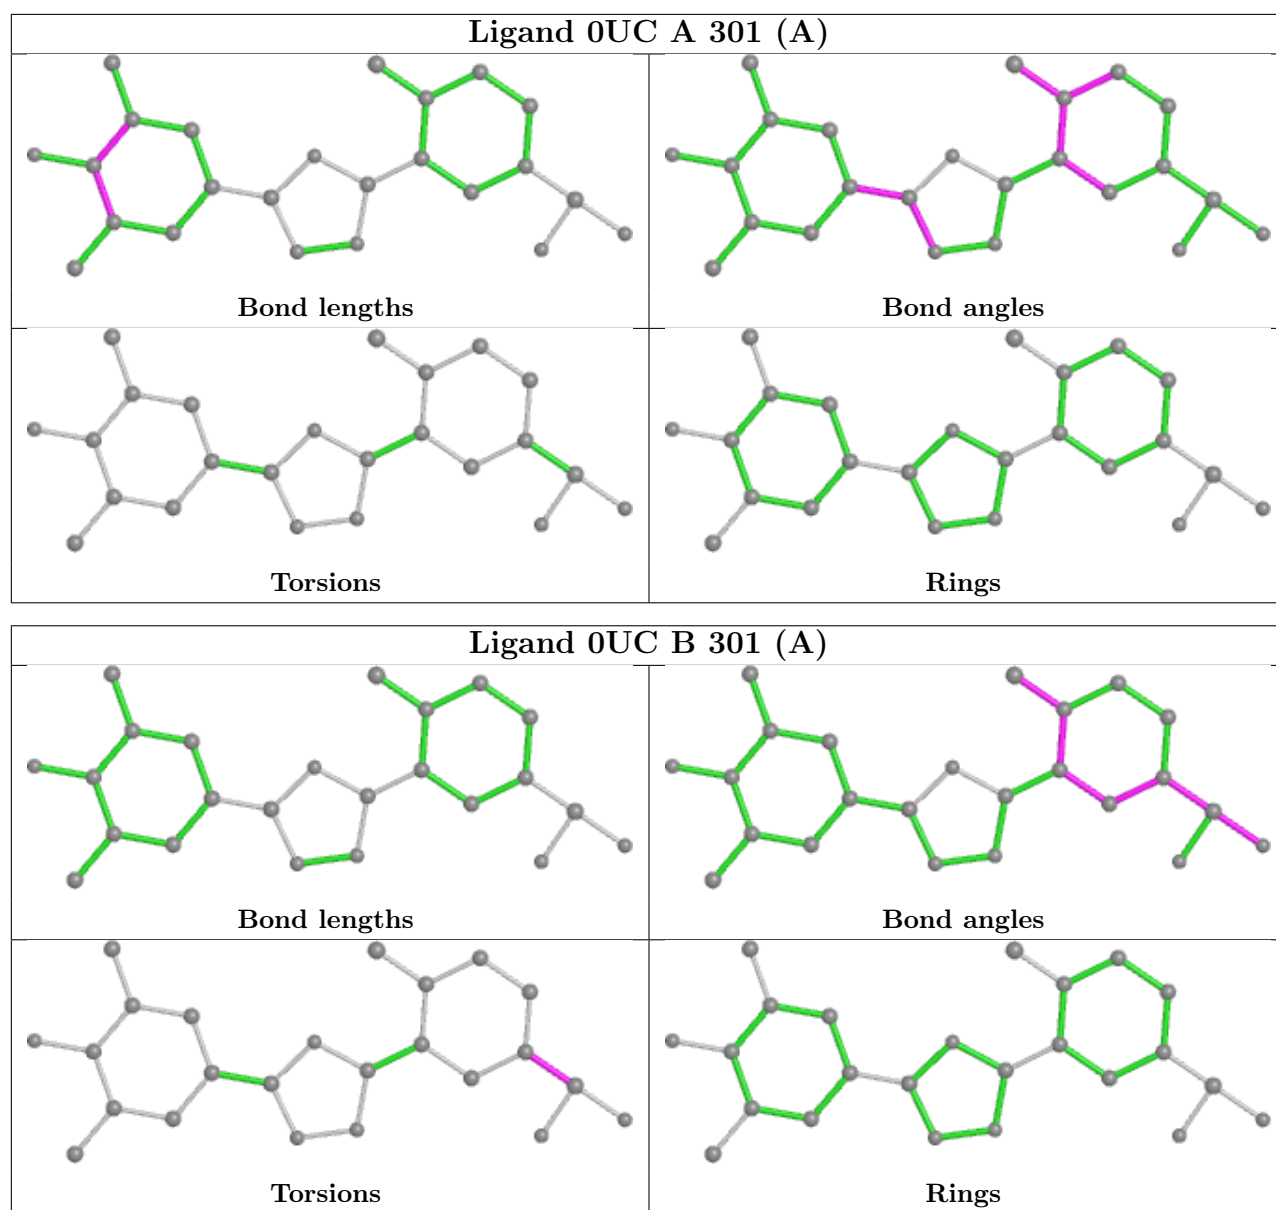 Ligand 0UC A 301 (A)
Bond lengths
Bond angles
Torsions
Rings
Ligand 0UC B 301 (A)
Bond lengths
Bond angles
Torsions
Rings